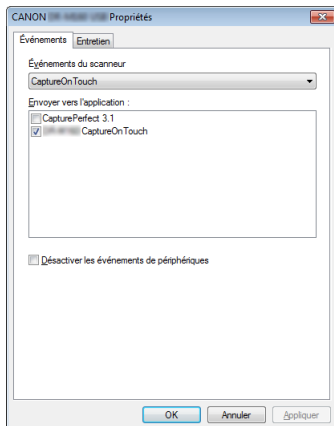 CANON Propriétés
Événements Entretien
Événements du scanneur
CaptureOnTouch
Envoyer vers l'application :
CapturePerfect 3.1
CaptureOnTouch
Désactiver les événements de périphériques
OK Annuler Appliquer